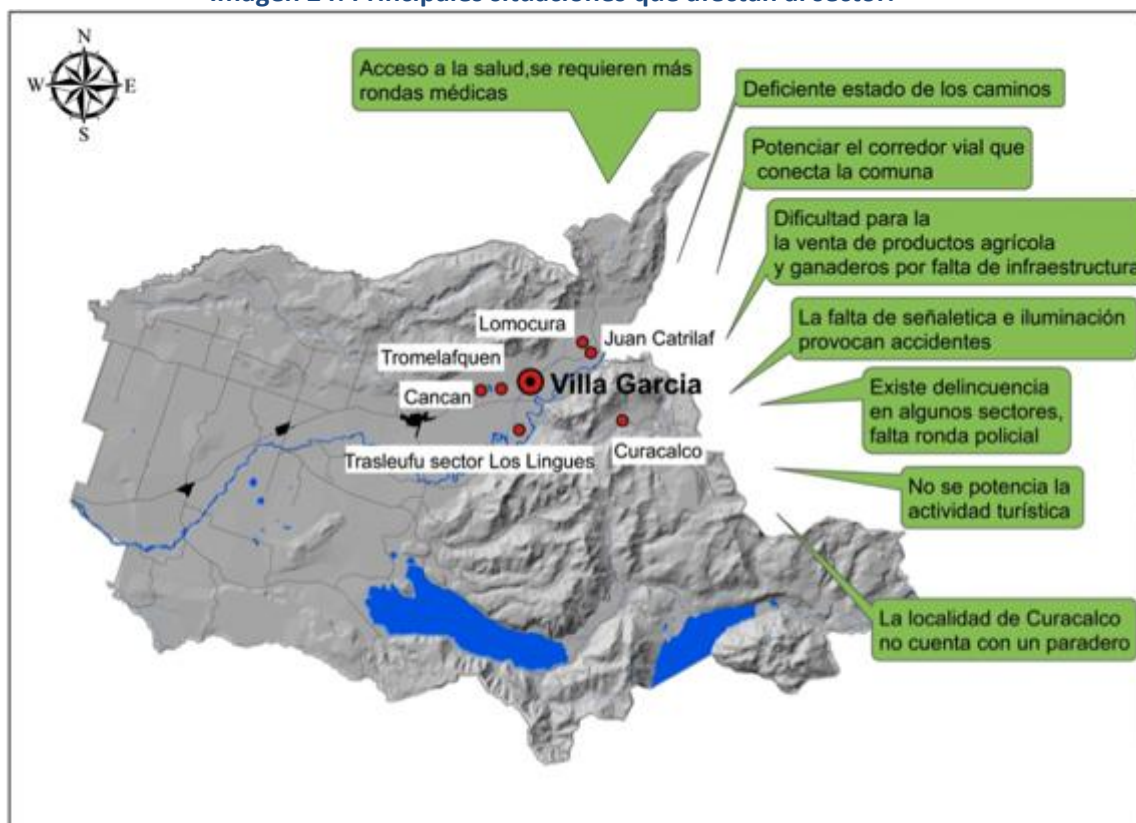 N
W E
S
Acceso a la salud,se requieren más
rondas médicas
Deficiente estado de los caminos
Potenciar el corredor vial que
conecta la comuna
Dificultad para la
la venta de productos agrícola
y ganaderos por falta de infraestructura
La falta de señaletica e iluminación
provocan accidentes
Existe delincuencia
en algunos sectores,
falta ronda policial
No se potencia la
actividad turística
La localidad de Curacalco
no cuenta con un paradero
Lomocura
Juan Catrilaf
Tromelafquen
Villa Garcia
Cancan
Trasleufu sector Los Lingues
Curacalco